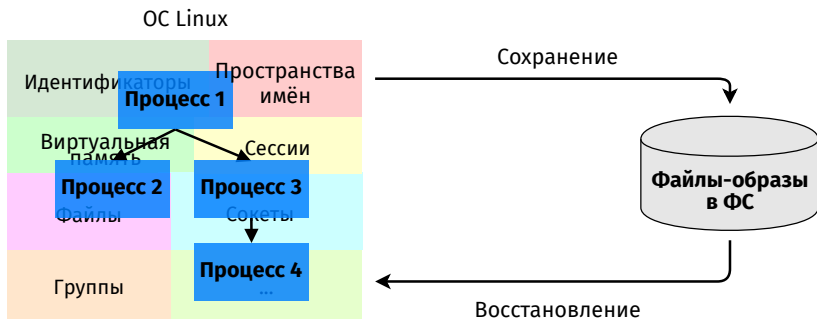 ОС Linux
Идентификаторы
Пространства
имён
Процесс 1
Виртуальная
память
Сессии
Процесс 2
Процесс 3
Файлы
Сокеты
Процесс 4
Группы
...
Сохранение
Файлы-образы
в ФС
Восстановление